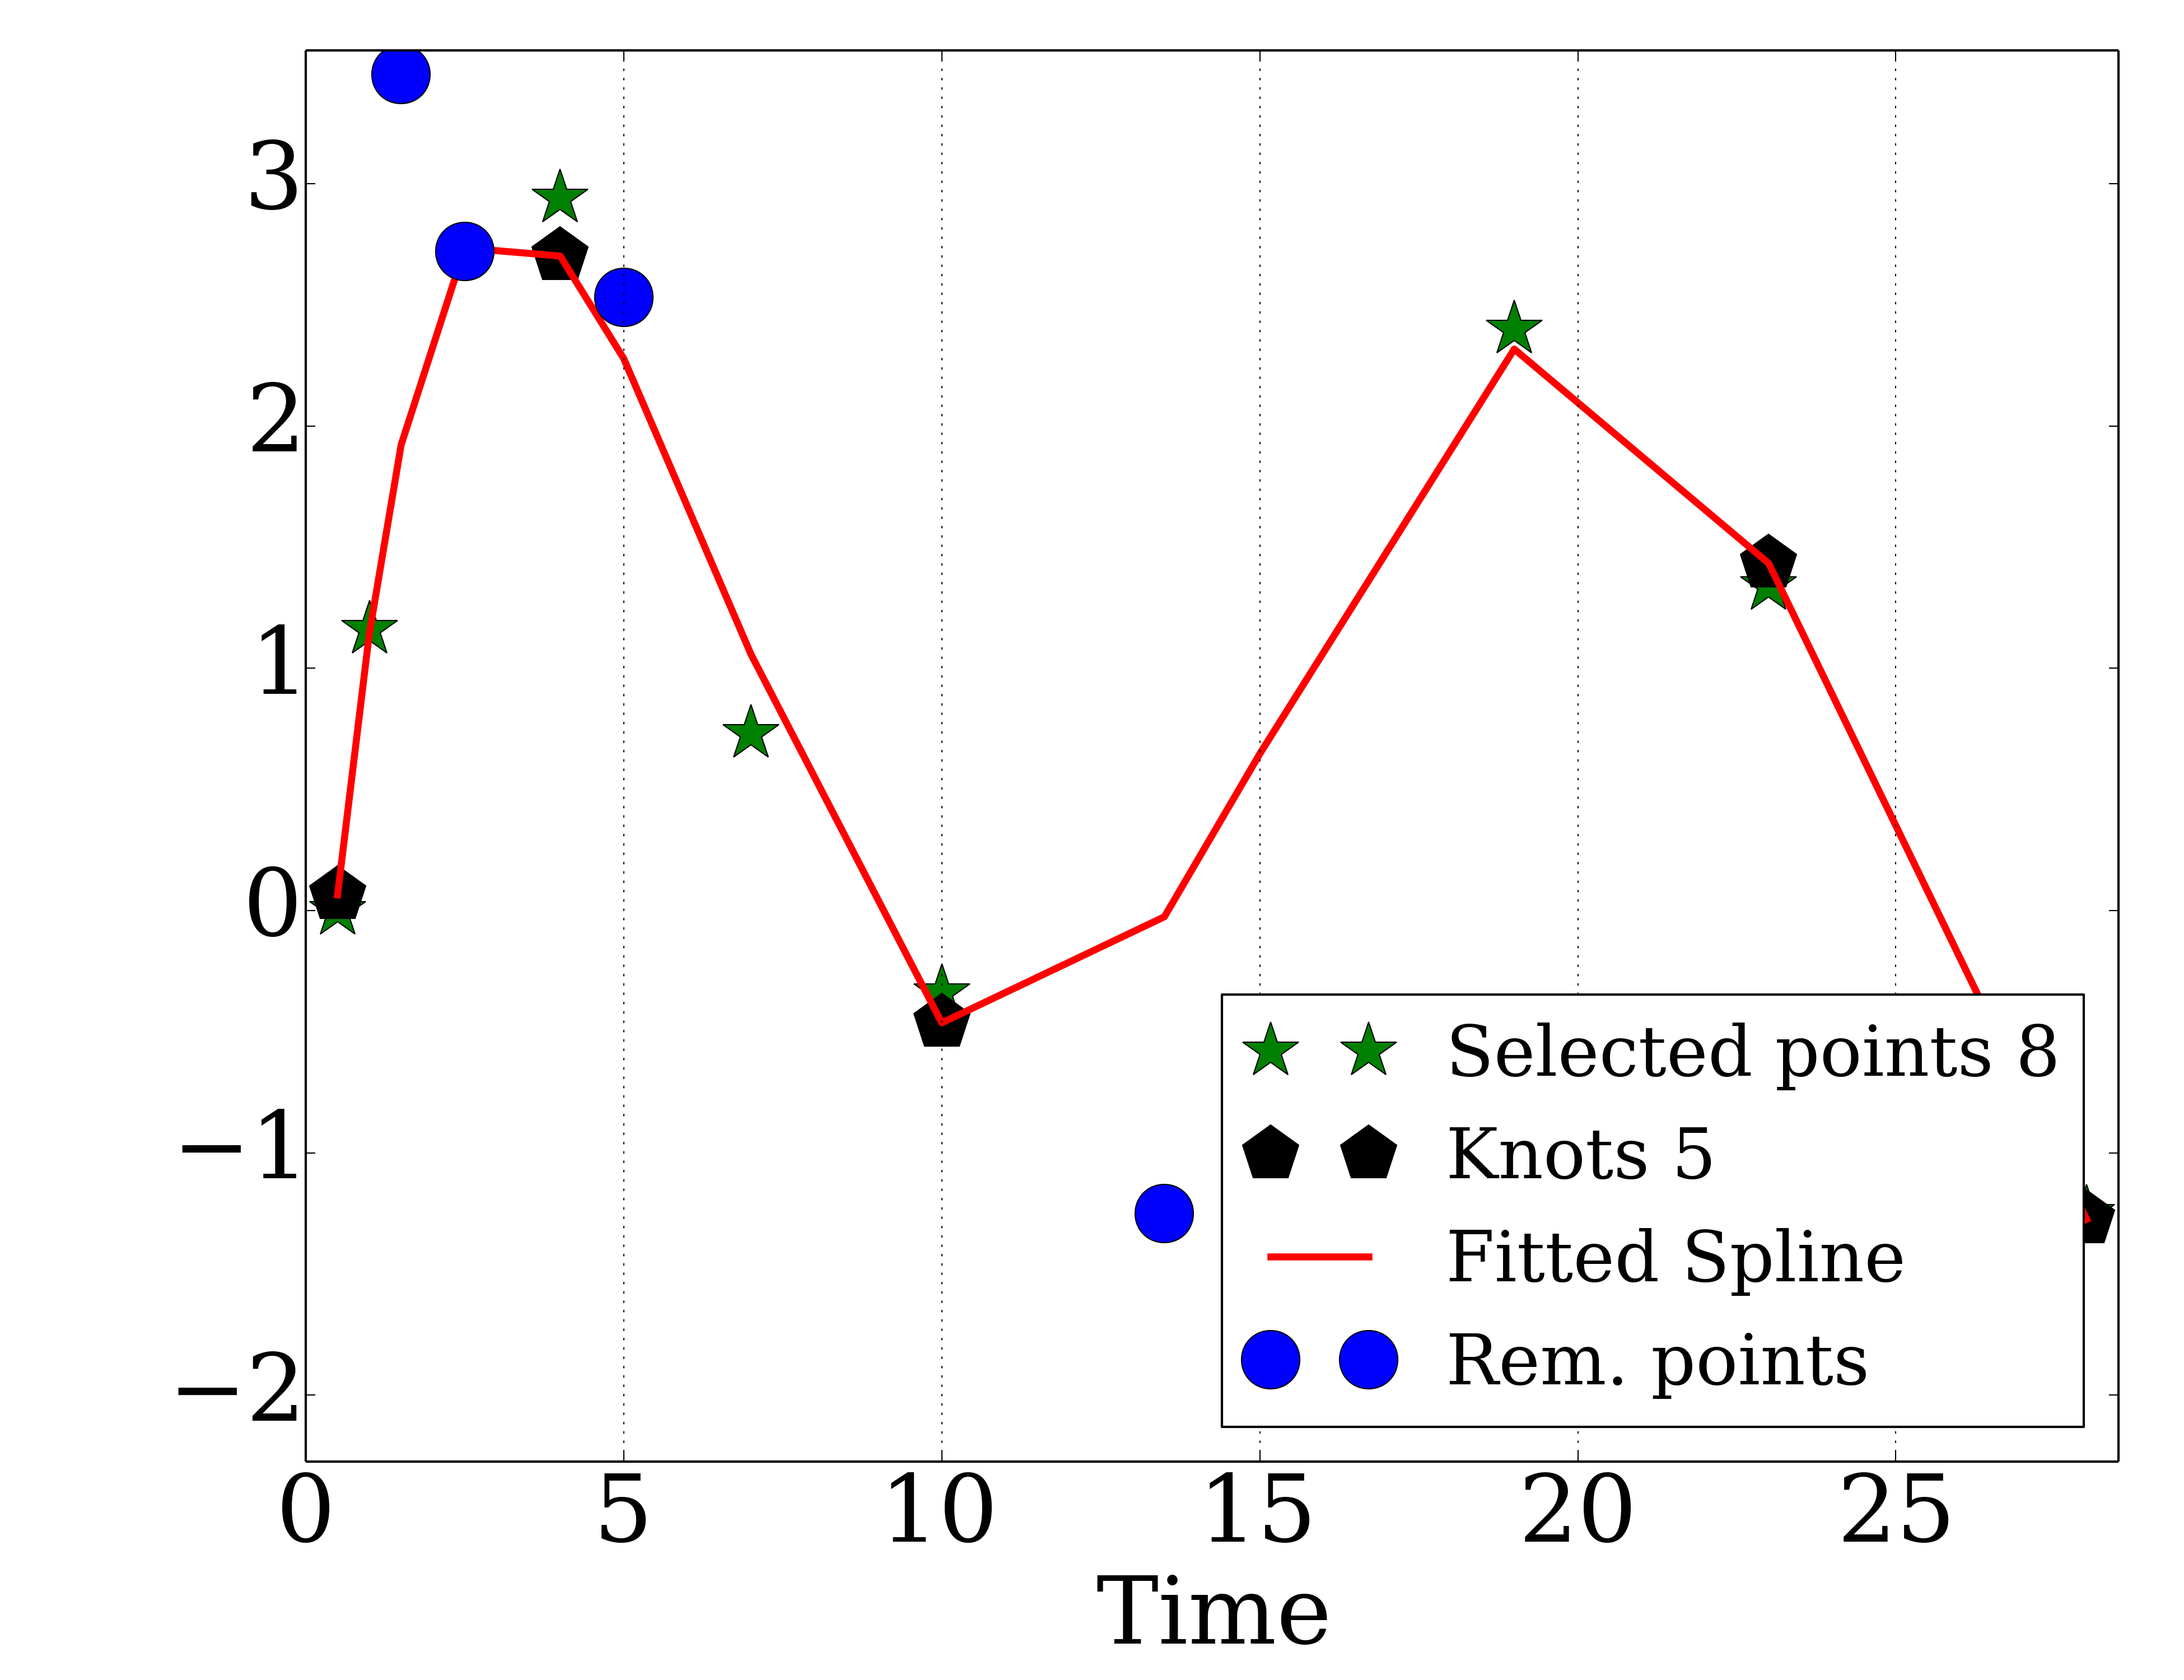 3
2
1
0
−1
−2
Selected points 8
Knots 5
Fitted Spline
Rem. points
0 5 10 15 20 25
Time